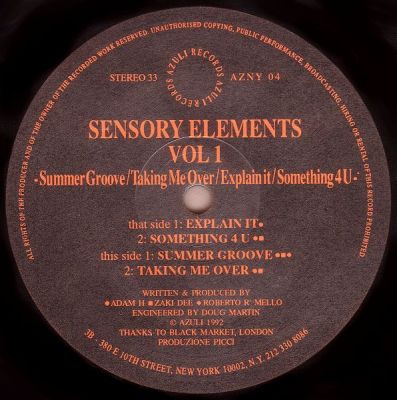 ALL RIGHTS OF THE PRODUCER AND OF THE OWNER OF THE RECORDED WORK RESERVED. UNAUTHORISED COPYING, PUBLIC PERFORMANCE, BROADCASTING, HIRING OR RENTAL OF THIS RECORD PROHIBITED
AZULI RECORDS AZULI RECORDS
STEREO 33
AZNY 04
SENSORY ELEMENTS
VOL 1
-Summer Groove/Taking Me Over/Explain it/Something 4 U-
that side 1: EXPLAIN IT●
2: SOMETHING 4 U ●■
this side 1: SUMMER GROOVE ●■●
2: TAKING ME OVER ●■
WRITTEN & PRODUCED BY
●ADAM H ■ZAKI DEE ●ROBERTO R' MELLO
ENGINEERED BY DOUG MARTIN
© AZULI 1992
THANKS TO BLACK MARKET, LONDON
PRODUZIONE PICCI
3B - 380 E 10TH STREET, NEW YORK 10002, N.Y. 212 330 8086